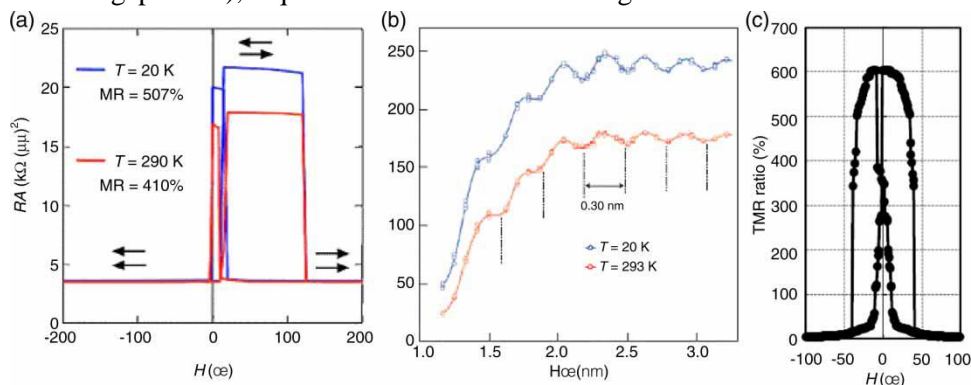 (a)
25
20
15
10
5
0
RA (kΩ (μμ)²
T = 20 K
MR = 507%
T = 290 K
MR = 410%
-200
-100
0
100
200
H (œ)
(b)
250
200
150
100
50
0
0.30 nm
T = 20 K
T = 293 K
1.0
1.5
2.0
2.5
3.0
Hœ(nm)
(c)
700
600
500
400
300
200
100
0
TMR ratio (%)
-100
-50
0
50
100
H (œ)